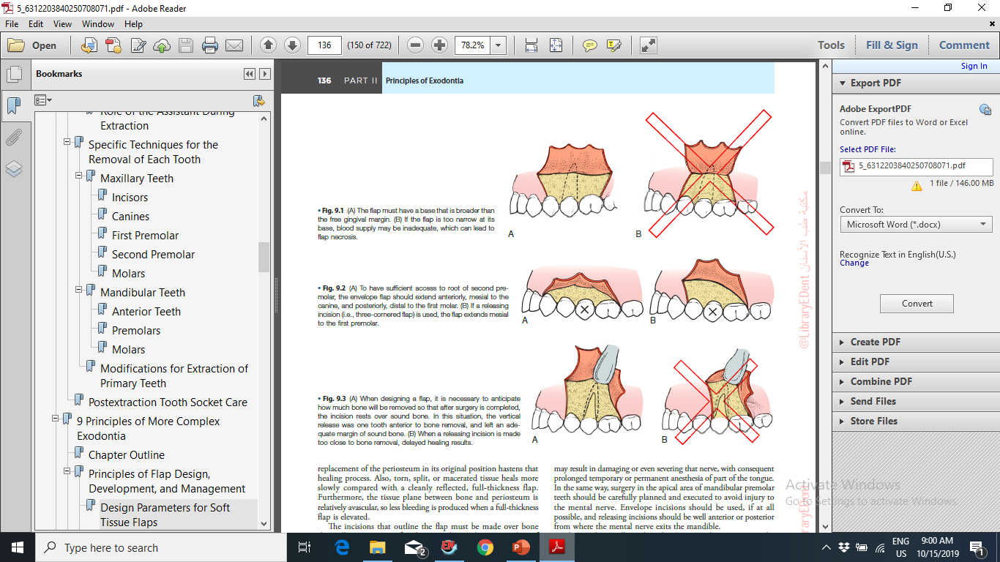 5_6312203840250708071.pdf - Adobe Reader
File Edit View Window Help
Open
136 (150 of 722) 78.2%
Tools Fill & Sign Comment
Bookmarks
Role of the Assistant During
Extraction
Specific Techniques for the
Removal of Each Tooth
Maxillary Teeth
Incisors
Canines
First Premolar
Second Premolar
Molars
Mandibular Teeth
Anterior Teeth
Premolars
Molars
Modifications for Extraction of
Primary Teeth
Postextraction Tooth Socket Care
9 Principles of More Complex
Exodontia
Chapter Outline
Principles of Flap Design,
Development, and Management
Design Parameters for Soft
Tissue Flaps
136 PART II Principles of Exodontia
• Fig. 9.1 (A) The flap must have a base that is broader than
the free gingival margin. (B) If the flap is too narrow at its
base, blood supply may be inadequate, which can lead to
flap necrosis.
A
B
• Fig. 9.2 (A) To have sufficient access to root of second pre-
molar, the envelope flap should extend anteriorly, mesial to the
canine, and posteriorly, distal to the first molar. (B) If a releasing
incision (i.e., three-cornered flap) is used, the flap extends mesial
to the first premolar.
A
B
• Fig. 9.3 (A) When designing a flap, it is necessary to anticipate
how much bone will be removed so that after surgery is completed,
the incision rests over sound bone. In this situation, the vertical
release was one tooth anterior to bone removal, and left an ade-
quate margin of sound bone. (B) When a releasing incision is made
too close to bone removal, delayed healing results.
A
B
replacement of the periosteum in its original position hastens that
healing process. Also, torn, split, or macerated tissue heals more
slowly compared with a cleanly reflected, full-thickness flap.
Furthermore, the tissue plane between bone and periosteum is
relatively avascular, so less bleeding is produced when a full-thickness
flap is elevated.
The incisions that outline the flap must be made over bone
may result in damaging or even severing that nerve, with consequent
prolonged temporary or permanent anesthesia of part of the tongue.
In the same way, surgery in the apical area of mandibular premolar
teeth should be carefully planned and executed to avoid injury to
the mental nerve. Envelope incisions should be used, if at all
possible, and releasing incisions should be well anterior or posterior
from where the mental nerve exits the mandible.
@LibraryEDent مكتبة طب الأسنان
Sign In
Export PDF
Adobe ExportPDF
Convert PDF files to Word or Excel
online.
Select PDF File:
5_6312203840250708071.pdf
1 file / 146.00 MB
Convert To:
Microsoft Word (*.docx)
Recognize Text in English(U.S.)
Change
Convert
Create PDF
Edit PDF
Combine PDF
Send Files
Store Files
Activate Windows
Go to Settings to activate Windows.
Type here to search
2
ENG
US
9:00 AM
10/15/2019
1